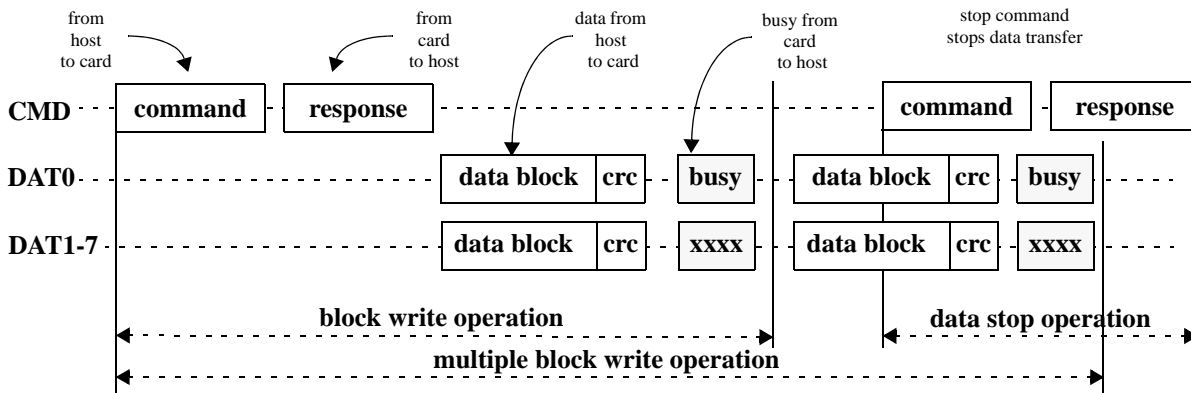 from
host
to card
from
card
to host
data from
host
to card
busy from
card
to host
stop command
stops data transfer
CMD command response command response
DAT0 data block crc busy data block crc busy
DAT1-7 data block crc xxxx data block crc xxxx
block write operation data stop operation
multiple block write operation